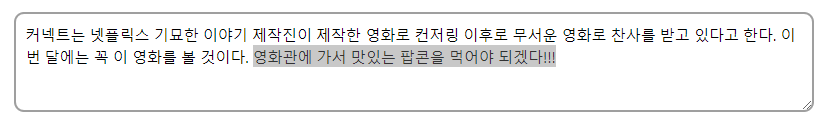 커넥트는 넷플릭스 기묘한 이야기 제작진이 제작한 영화로 컨저링 이후로 무서운 영화로 찬사를 받고 있다고 한다. 이
번 달에는 꼭 이 영화를 볼 것이다. 영화관에 가서 맛있는 팝콘을 먹어야 되겠다!!!